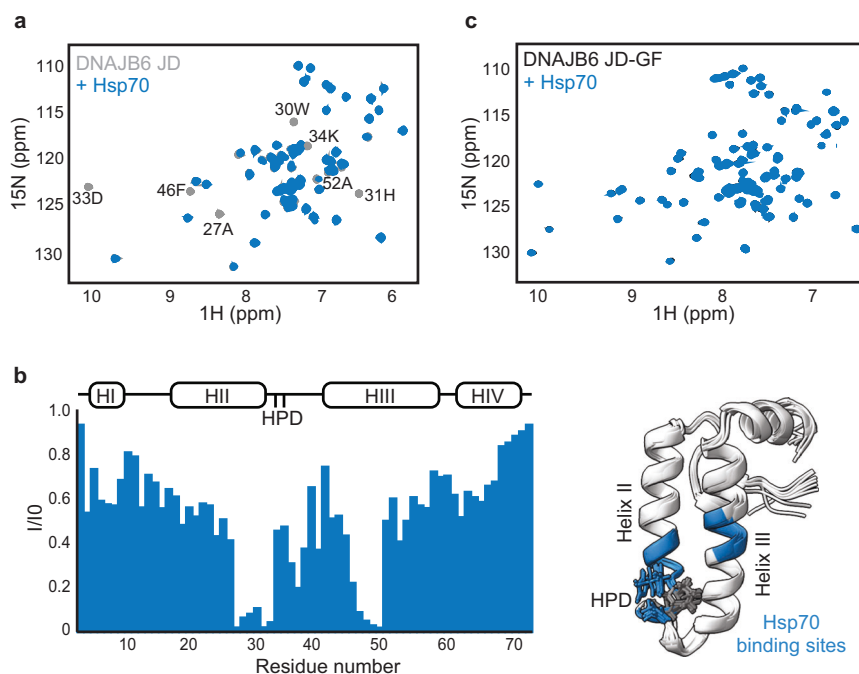 a
DNAJB6 JD
+ Hsp70
110
115
120
125
130
15N (ppm)
30W
34K
46F
52A
33D
31H
27A
10
9
8
7
6
1H (ppm)
c
DNAJB6 JD-GF
+ Hsp70
110
115
120
125
130
15N (ppm)
10
9
8
7
1H (ppm)
b
HI
HII
HIII
HIV
HPD
1.0
0.8
0.6
0.4
0.2
0
I/I0
10
20
30
40
50
60
70
Residue number
Helix II
Helix III
HPD
Hsp70
binding sites